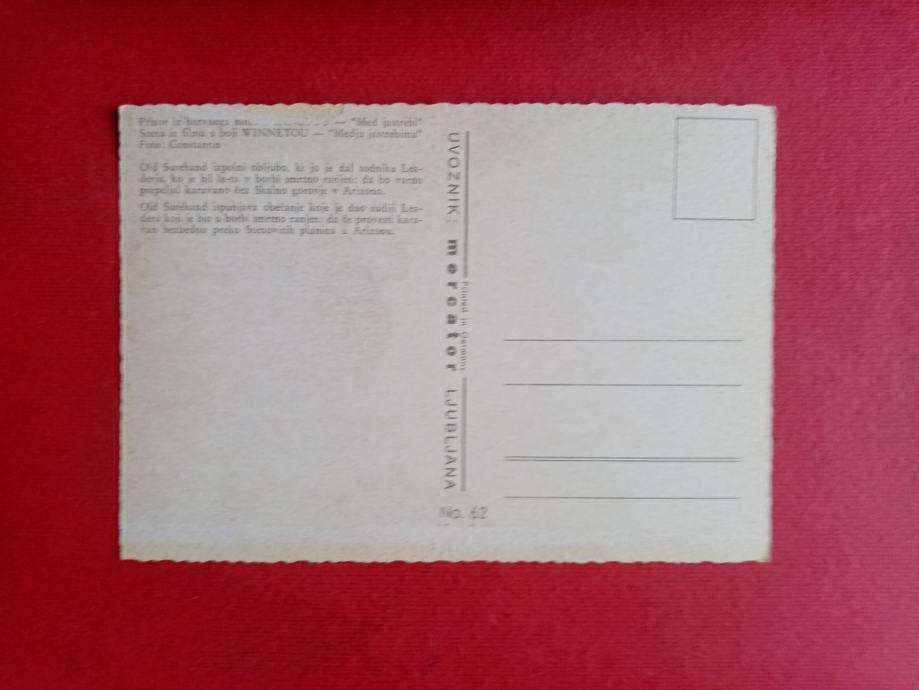 Prizor iz barvnega — "Med jastrebi"
Scena iz filma u boji WINNETOU — "Medju jastrebima"
Foto: Constantin
Old Surehand izpolni obljubo, ki jo je dal sodniku Lea-
derju, ko je bil le-ta v borbi smrtno ranjen: da bo varno
prepeljal karavano čez Skalno gorovje v Arizono.
Old Surehand ispunjava obećanje koje je dao sudiji Lea-
deru koji je bio u borbi smrtno ranjen: da će provesti kara-
van bezbedno preko Stenovitih planina u Arizonu.
UVOZNIK: mercator LJUBLJANA
Printed in Germany
No. 62